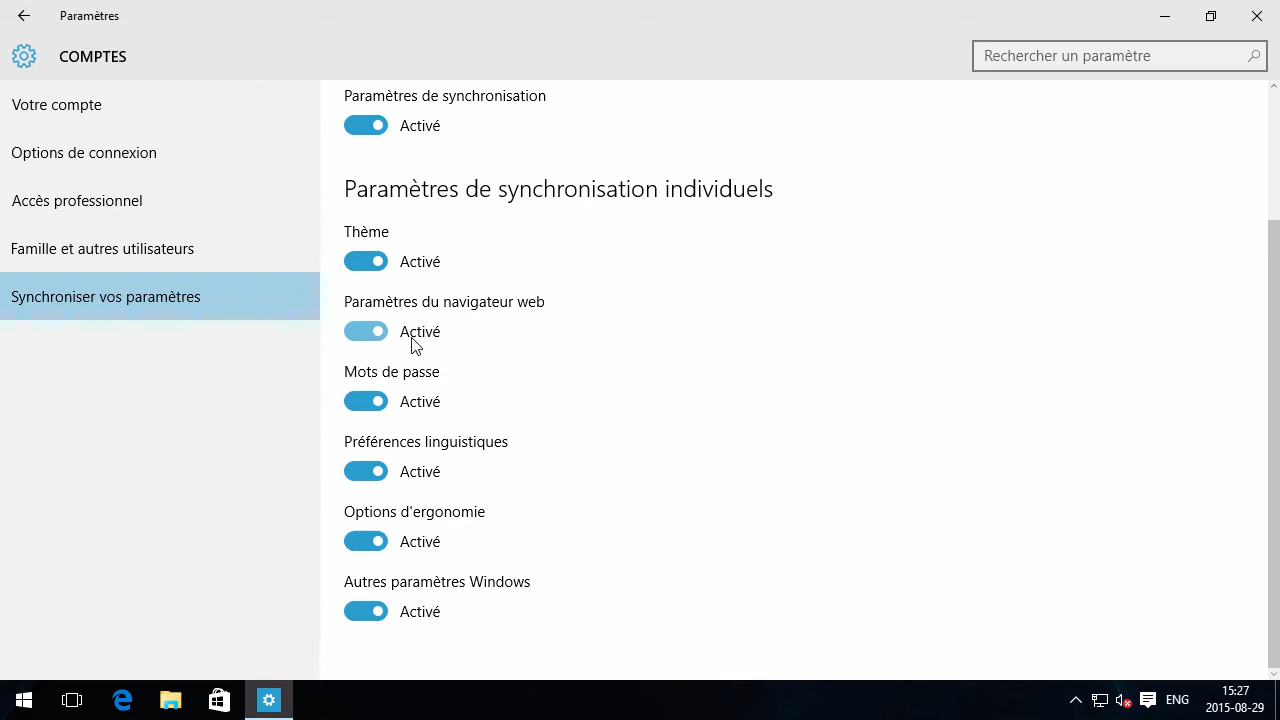 Paramètres
COMPTES
Rechercher un paramètre
Votre compte
Options de connexion
Accès professionnel
Famille et autres utilisateurs
Synchroniser vos paramètres
Paramètres de synchronisation
Activé
Paramètres de synchronisation individuels
Thème
Activé
Paramètres du navigateur web
Activé
Mots de passe
Activé
Préférences linguistiques
Activé
Options d'ergonomie
Activé
Autres paramètres Windows
Activé
ENG
15:27
2015-08-29